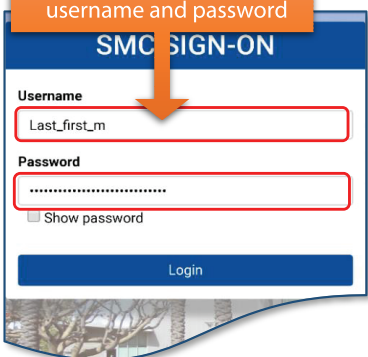 username and password
SMC SIGN-ON
Username
Last_first_m
Password
••••••••••••••••••••••••••••
Show password
Login